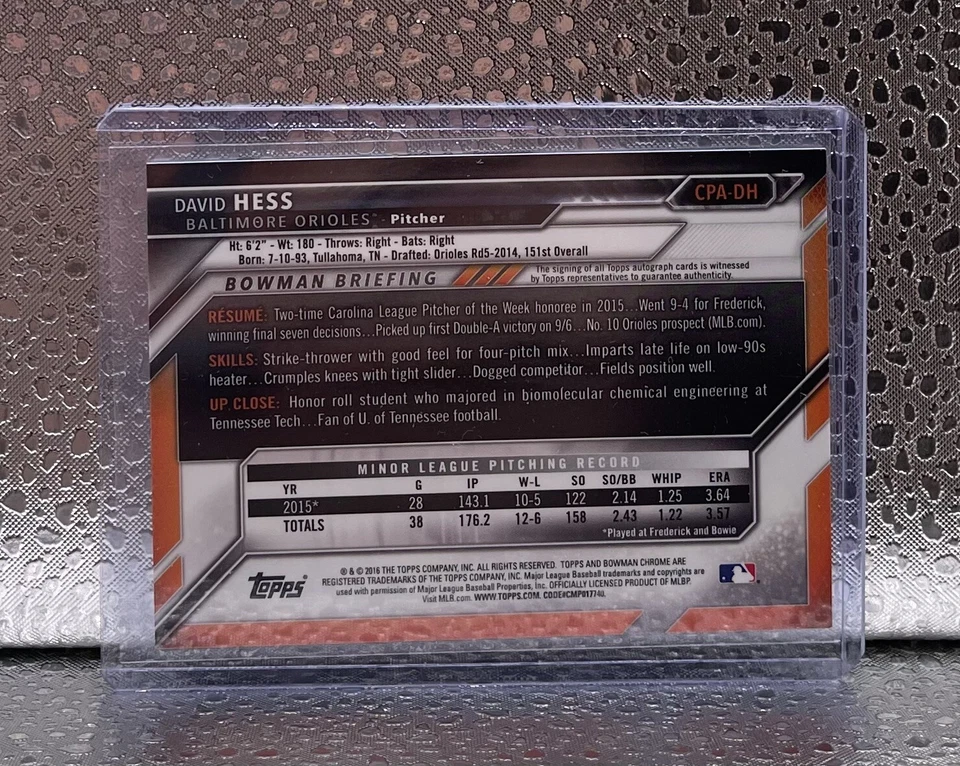 DAVID HESS
CPA-DH
BALTIMORE ORIOLES™ - Pitcher
Ht: 6'2" - Wt: 180 - Throws: Right - Bats: Right
Born: 7-10-93, Tullahoma, TN - Drafted: Orioles Rd5-2014, 151st Overall
BOWMAN BRIEFING
The signing of all Topps autograph cards is witnessed
by Topps representatives to guarantee authenticity.
RÉSUMÉ: Two-time Carolina League Pitcher of the Week honoree in 2015...Went 9-4 for Frederick,
winning final seven decisions...Picked up first Double-A victory on 9/6...No. 10 Orioles prospect (MLB.com).
SKILLS: Strike-thrower with good feel for four-pitch mix...Imparts late life on low-90s
heater...Crumples knees with tight slider...Dogged competitor...Fields position well.
UP CLOSE: Honor roll student who majored in biomolecular chemical engineering at
Tennessee Tech...Fan of U. of Tennessee football.
MINOR LEAGUE PITCHING RECORD
YR G IP W-L SO SO/BB WHIP ERA
2015* 28 143.1 10-5 122 2.14 1.25 3.64
TOTALS 38 176.2 12-6 158 2.43 1.22 3.57
*Played at Frederick and Bowie
topps®
® & © 2016 THE TOPPS COMPANY, INC. ALL RIGHTS RESERVED. TOPPS AND BOWMAN CHROME ARE
REGISTERED TRADEMARKS OF THE TOPPS COMPANY, INC. Major League Baseball trademarks and copyrights are
used with permission of Major League Baseball Properties, Inc. OFFICIALLY LICENSED PRODUCT OF MLBP.
Visit MLB.com. WWW.TOPPS.COM. CODE#CMP017740.